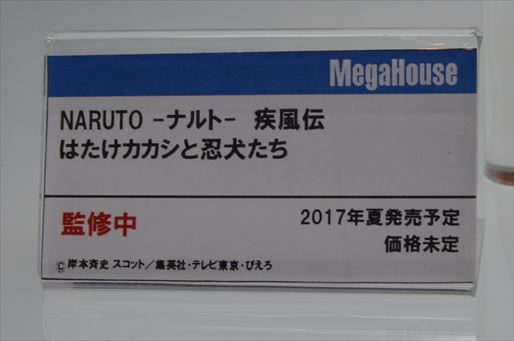 MegaHouse
NARUTO -ナルト- 疾風伝
はたけカカシと忍犬たち
監修中
2017年夏発売予定
価格未定
© 岸本斉史 スコット／集英社・テレビ東京・ぴえろ